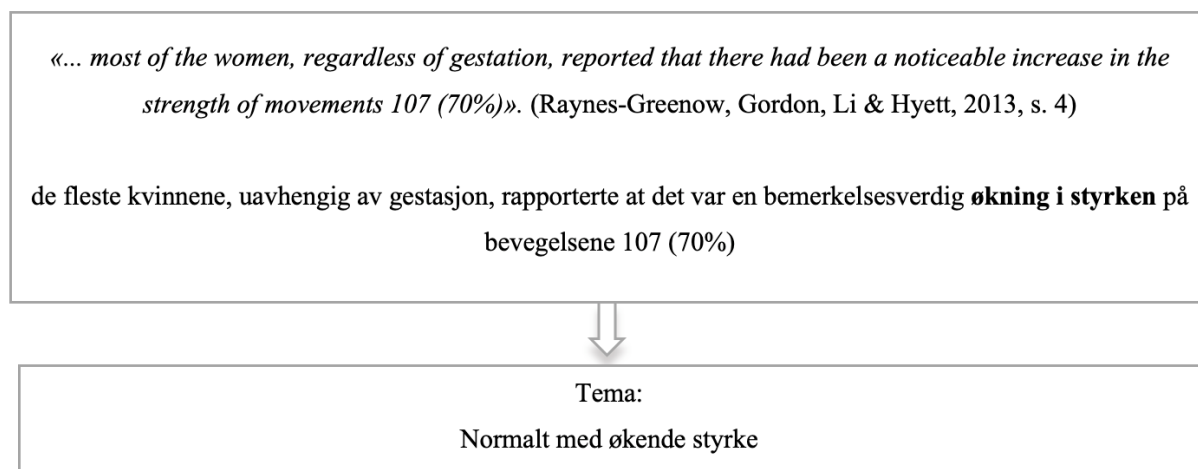 «... most of the women, regardless of gestation, reported that there had been a noticeable increase in the
strength of movements 107 (70%)». (Raynes-Greenow, Gordon, Li & Hyett, 2013, s. 4)
de fleste kvinnene, uavhengig av gestasjon, rapporterte at det var en bemerkelsesverdig økning i styrken på
bevegelsene 107 (70%)
Tema:
Normalt med økende styrke